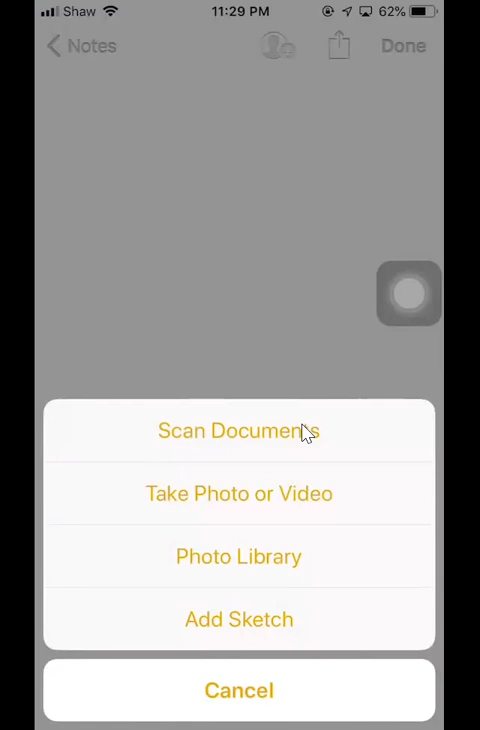 Shaw 11:29 PM 62%
Notes Done
Scan Documents
Take Photo or Video
Photo Library
Add Sketch
Cancel